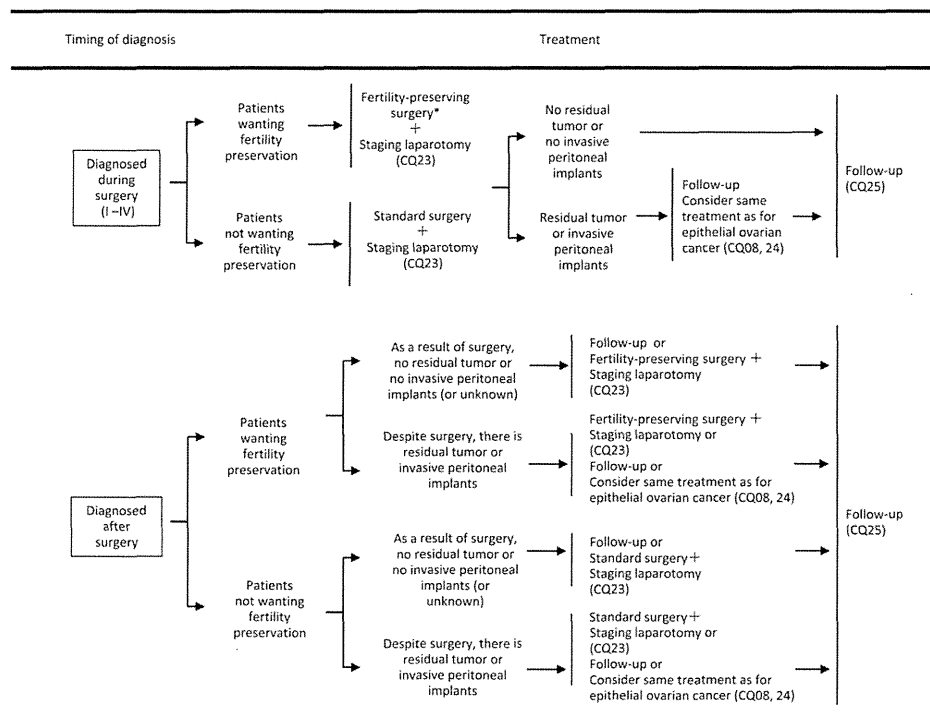 Timing of diagnosis
Treatment
Diagnosed
during
surgery
(I –IV)
Patients
wanting
fertility
preservation
Fertility-preserving
surgery*
+
Staging laparotomy
(CQ23)
Patients
not wanting
fertility
preservation
Standard surgery
+
Staging laparotomy
(CQ23)
No residual
tumor or
no invasive
peritoneal
implants
Residual tumor
or invasive
peritoneal
implants
Follow-up
Consider same
treatment as for
epithelial ovarian
cancer (CQ08, 24)
Follow-up
(CQ25)
Diagnosed
after
surgery
Patients
wanting
fertility
preservation
As a result of surgery,
no residual tumor or
no invasive peritoneal
implants (or unknown)
Follow-up or
Fertility-preserving surgery +
Staging laparotomy
(CQ23)
Despite surgery, there is
residual tumor or
invasive peritoneal
implants
Fertility-preserving surgery +
Staging laparotomy or
(CQ23)
Follow-up or
Consider same treatment as for
epithelial ovarian cancer (CQ08, 24)
Patients
not wanting
fertility
preservation
As a result of surgery,
no residual tumor or
no invasive peritoneal
implants (or
unknown)
Follow-up or
Standard surgery+
Staging laparotomy
(CQ23)
Despite surgery, there is
residual tumor or
invasive peritoneal
implants
Standard surgery+
Staging laparotomy or
(CQ23)
Follow-up or
Consider same treatment as for
epithelial ovarian cancer (CQ08, 24)
Follow-up
(CQ25)